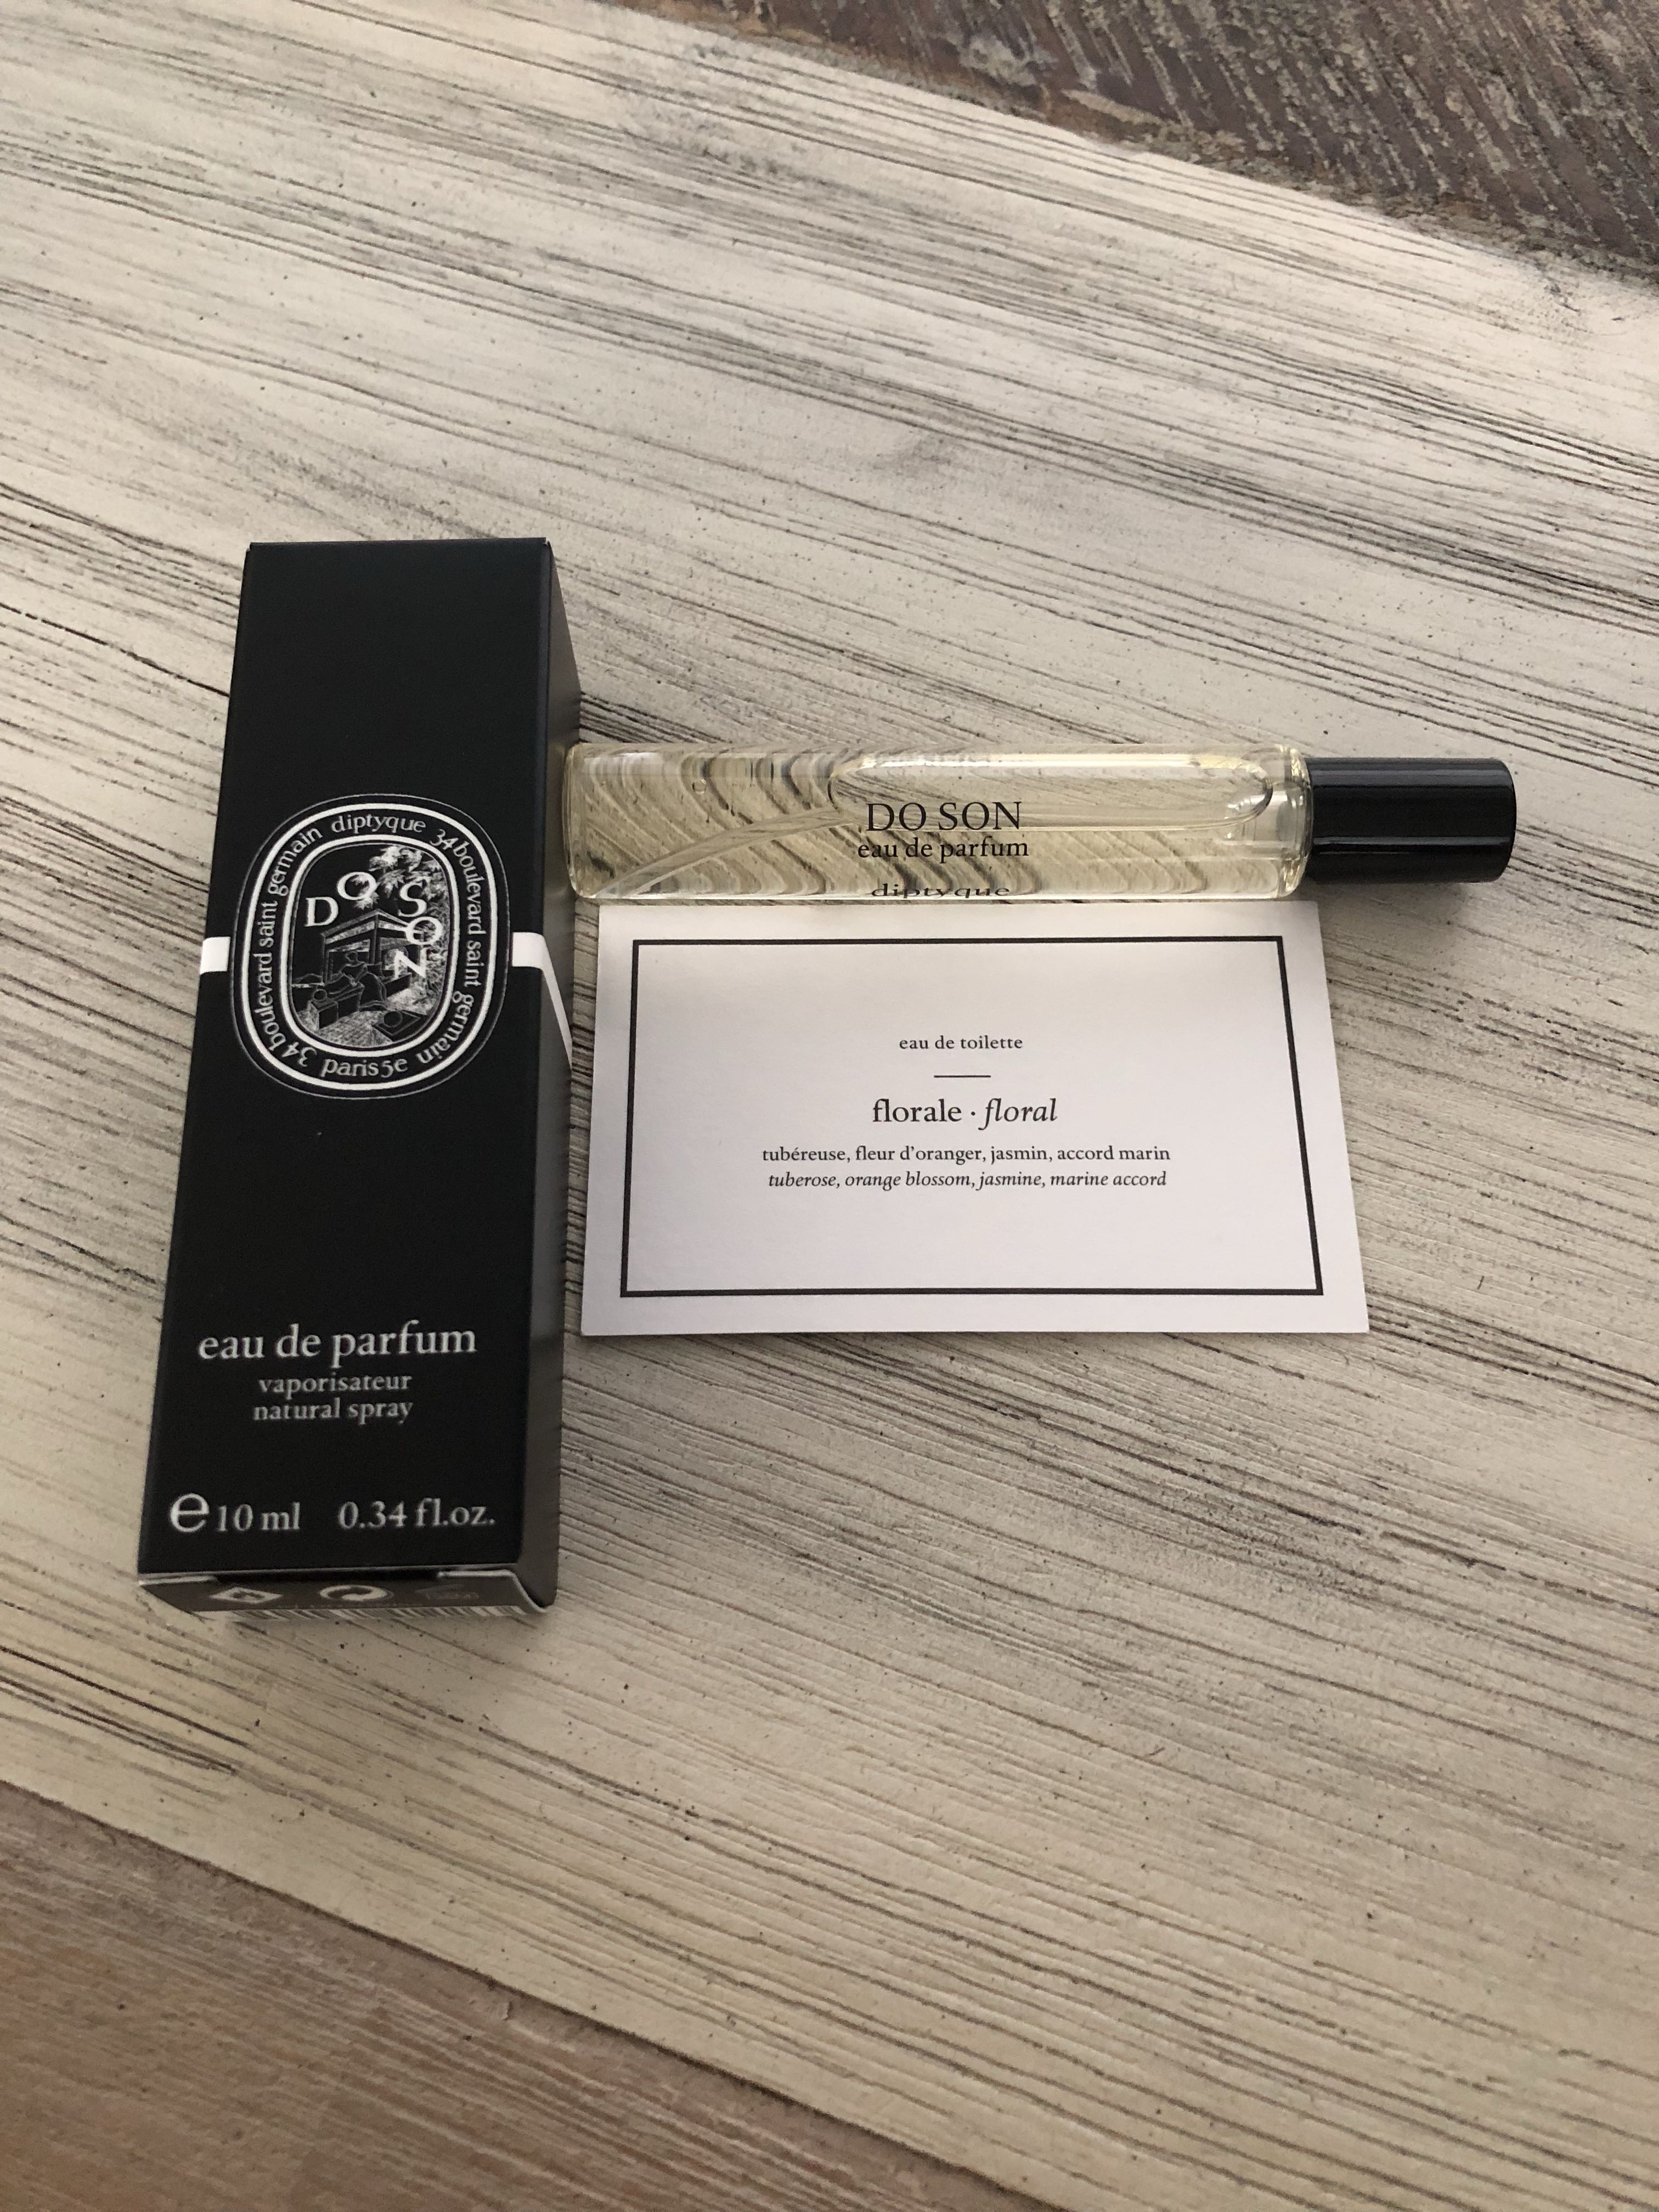 diptyque 34 boulevard saint germain paris 5e 34 boulevard saint germain
DO SON
eau de parfum
vaporisateur
natural spray
e 10 ml 0.34 fl.oz.
DO SON
eau de parfum
diptyque
eau de toilette
florale · floral
tubéreuse, fleur d'oranger, jasmin, accord marin
tuberose, orange blossom, jasmine, marine accord